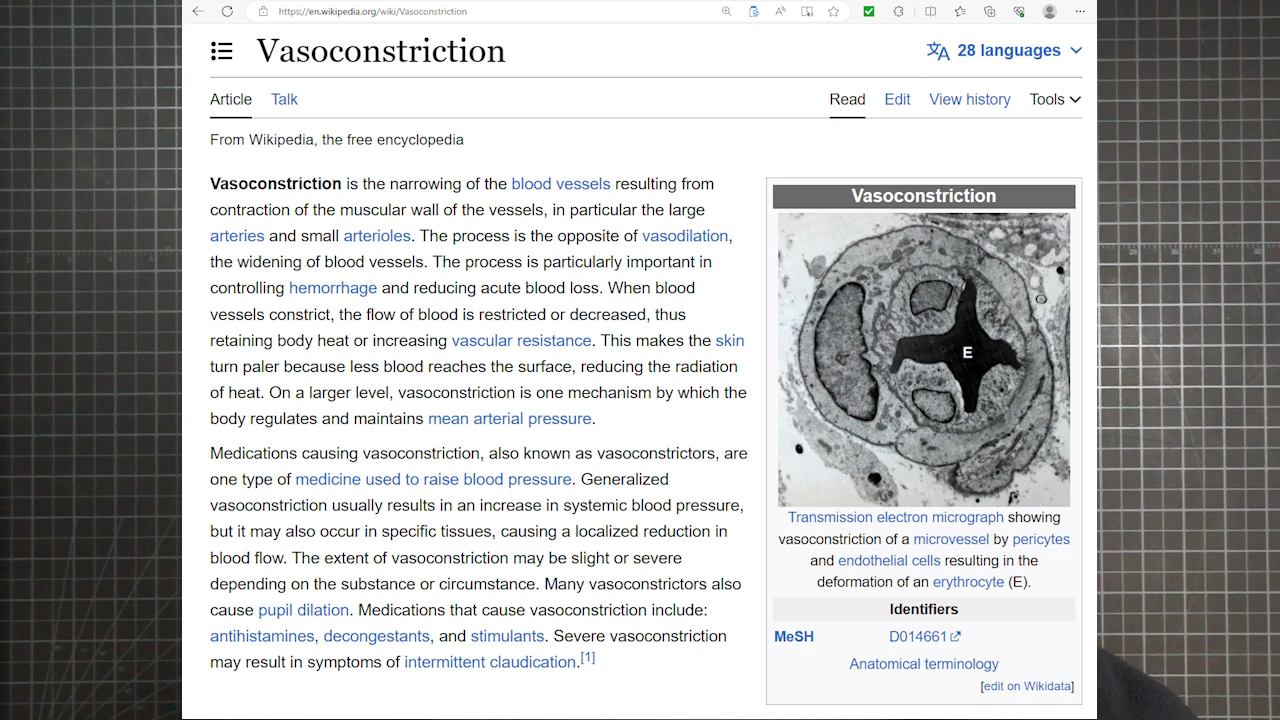 https://en.wikipedia.org/wiki/Vasoconstriction
Vasoconstriction
28 languages
Article Talk
Read Edit View history Tools
From Wikipedia, the free encyclopedia
Vasoconstriction is the narrowing of the blood vessels resulting from
contraction of the muscular wall of the vessels, in particular the large
arteries and small arterioles. The process is the opposite of vasodilation,
the widening of blood vessels. The process is particularly important in
controlling hemorrhage and reducing acute blood loss. When blood
vessels constrict, the flow of blood is restricted or decreased, thus
retaining body heat or increasing vascular resistance. This makes the skin
turn paler because less blood reaches the surface, reducing the radiation
of heat. On a larger level, vasoconstriction is one mechanism by which the
body regulates and maintains mean arterial pressure.
Medications causing vasoconstriction, also known as vasoconstrictors, are
one type of medicine used to raise blood pressure. Generalized
vasoconstriction usually results in an increase in systemic blood pressure,
but it may also occur in specific tissues, causing a localized reduction in
blood flow. The extent of vasoconstriction may be slight or severe
depending on the substance or circumstance. Many vasoconstrictors also
cause pupil dilation. Medications that cause vasoconstriction include:
antihistamines, decongestants, and stimulants. Severe vasoconstriction
may result in symptoms of intermittent claudication.[1]
Vasoconstriction
E
Transmission electron micrograph showing
vasoconstriction of a microvessel by pericytes
and endothelial cells resulting in the
deformation of an erythrocyte (E).
Identifiers
MeSH D014661
Anatomical terminology
[edit on Wikidata]